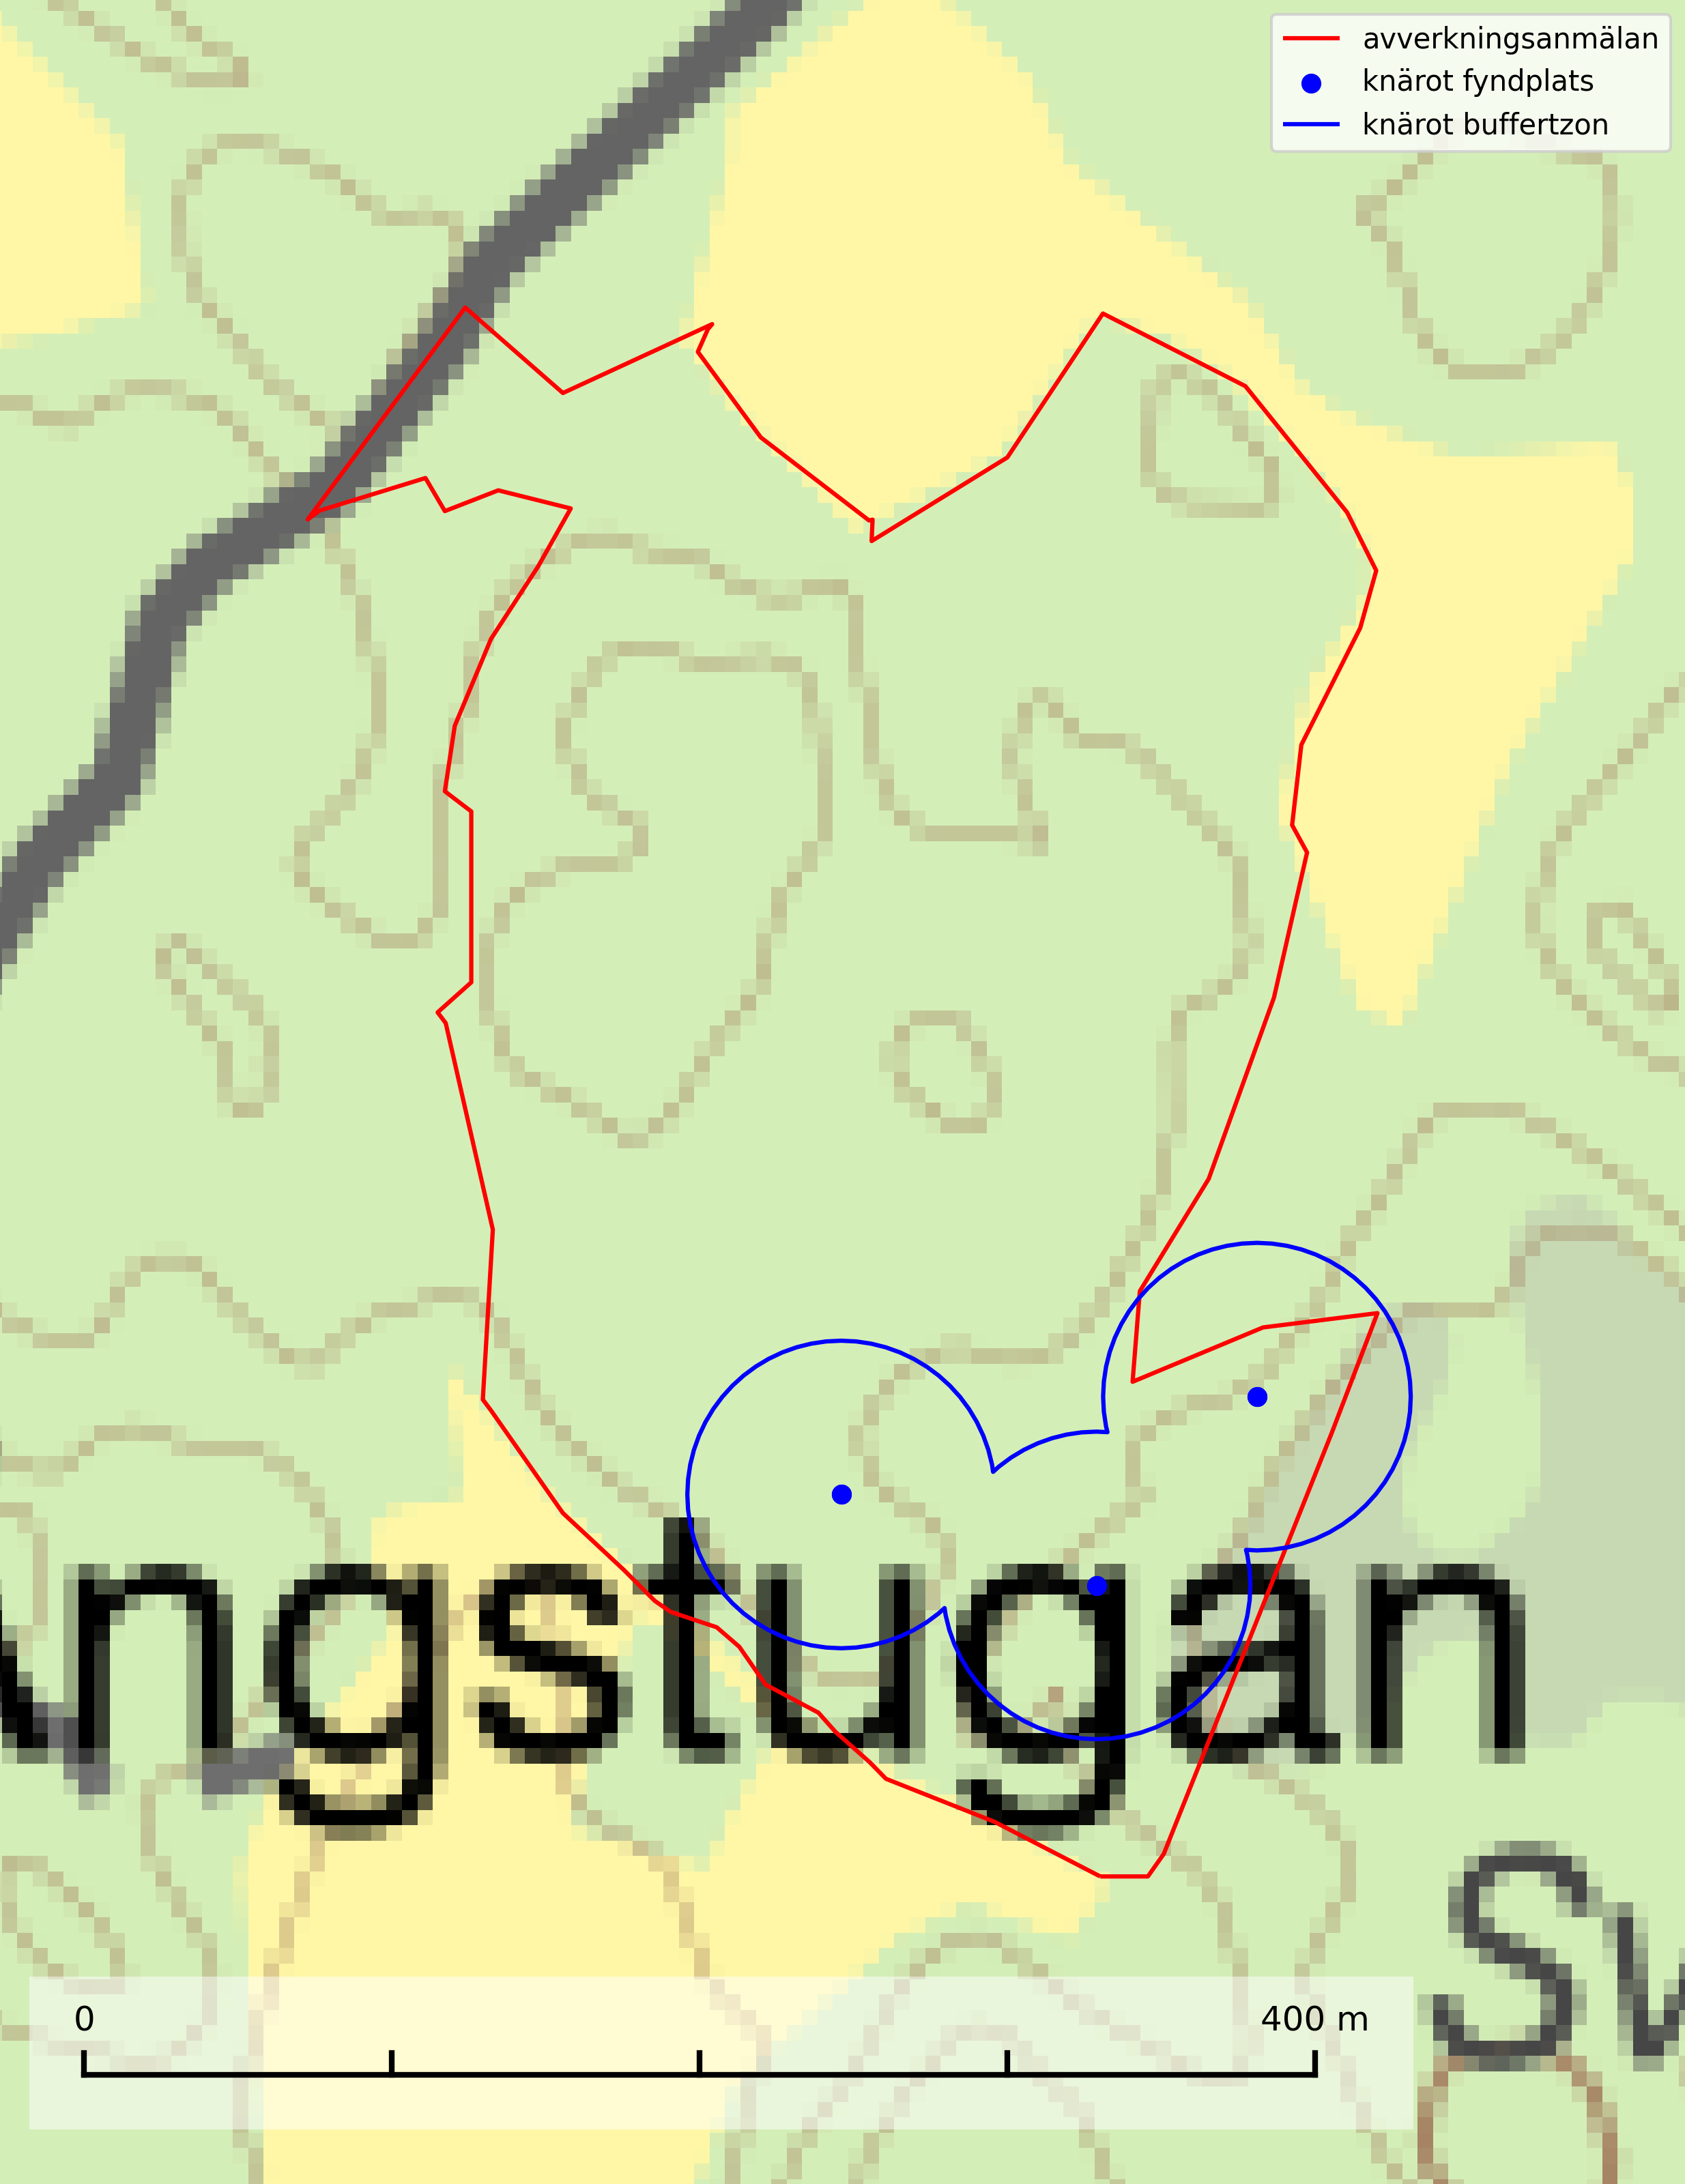 avverkningsanmälan
knärot fyndplats
knärot buffertzon
ngstugan
0 400 m